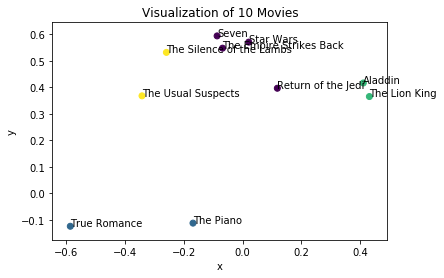 Visualization of 10 Movies
0.6
0.5
0.4
0.3
0.2
0.1
0.0
−0.1
y
Seven
Star Wars
The Empire Strikes Back
The Silence of the Lambs
Aladdin
Return of the Jedi
The Lion King
The Usual Suspects
True Romance
The Piano
−0.6
−0.4
−0.2
0.0
0.2
0.4
x